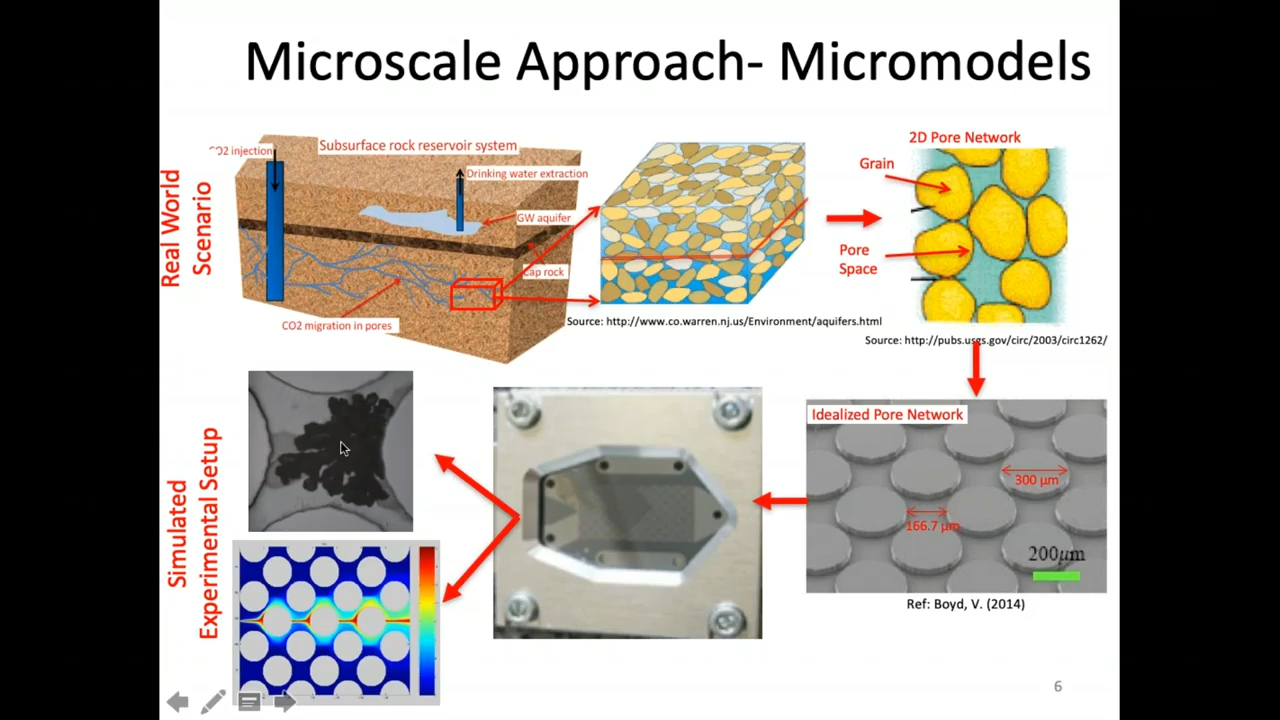 Microscale Approach- Micromodels
Real World
Scenario
CO2 injection
Subsurface rock reservoir system
Drinking water extraction
GW aquifer
Cap rock
CO2 migration in pores
Source: http://www.co.warren.nj.us/Environment/aquifers.html
2D Pore Network
Grain
Pore
Space
Source: http://pubs.usgs.gov/circ/2003/circ1262/
Simulated
Experimental Setup
Idealized Pore Network
300 µm
166.7 µm
200µm
Ref: Boyd, V. (2014)
6